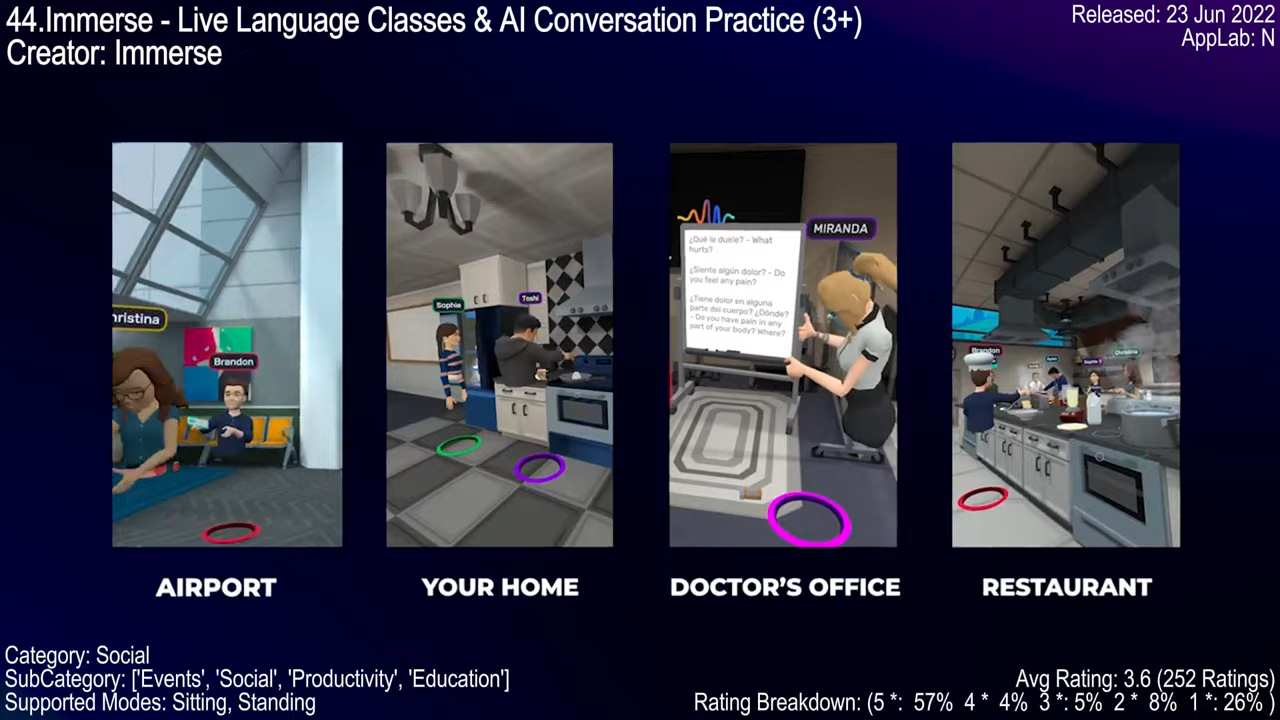 44.Immerse - Live Language Classes & AI Conversation Practice (3+)
Creator: Immerse
Released: 23 Jun 2022
AppLab: N
hristina
Brandon
Sophie
Toshi
MIRANDA
¿Qué le duele? - What
hurts?
¿Siente algún dolor? - Do
you feel any pain?
¿Tiene dolor en alguna
parte del cuerpo? ¿Dónde?
- Do you have pain in any
part of your body? Where?
Brandon
Christina
AIRPORT
YOUR HOME
DOCTOR'S OFFICE
RESTAURANT
Category: Social
SubCategory: ['Events', 'Social', 'Productivity', 'Education']
Supported Modes: Sitting, Standing
Avg Rating: 3.6 (252 Ratings)
Rating Breakdown: (5 *: 57% 4 * 4% 3 *: 5% 2 * 8% 1 *: 26% )